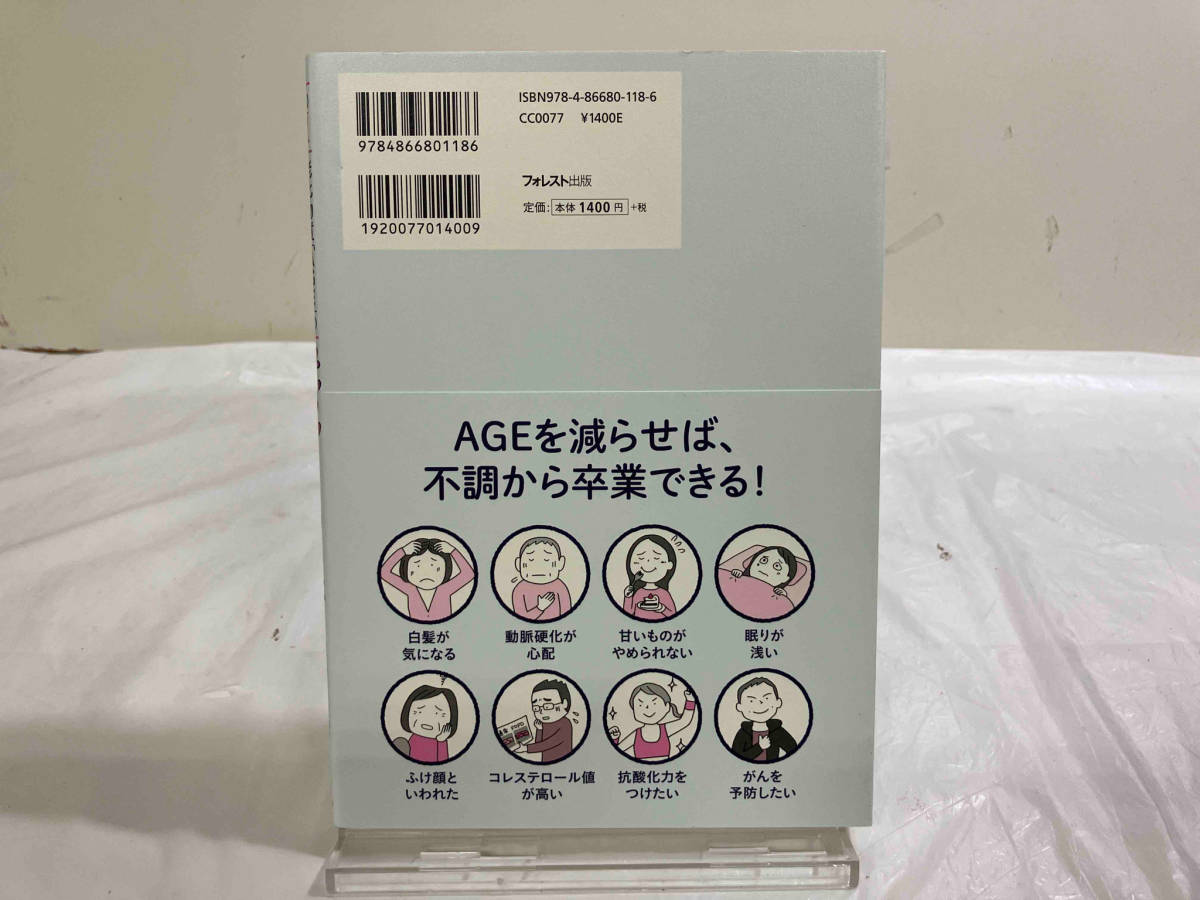 ISBN978-4-86680-118-6
CC0077 ¥1400E
9784866801186
フォレスト出版
定価: 本体 1400 円 +税
1920077014009
AGEを減らせば、
不調から卒業できる!
白髪が
気になる
動脈硬化が
心配
甘いものが
やめられない
眠りが
浅い
ふけ顔と
いわれた
コレステロール値
が高い
抗酸化力を
つけたい
がんを
予防したい